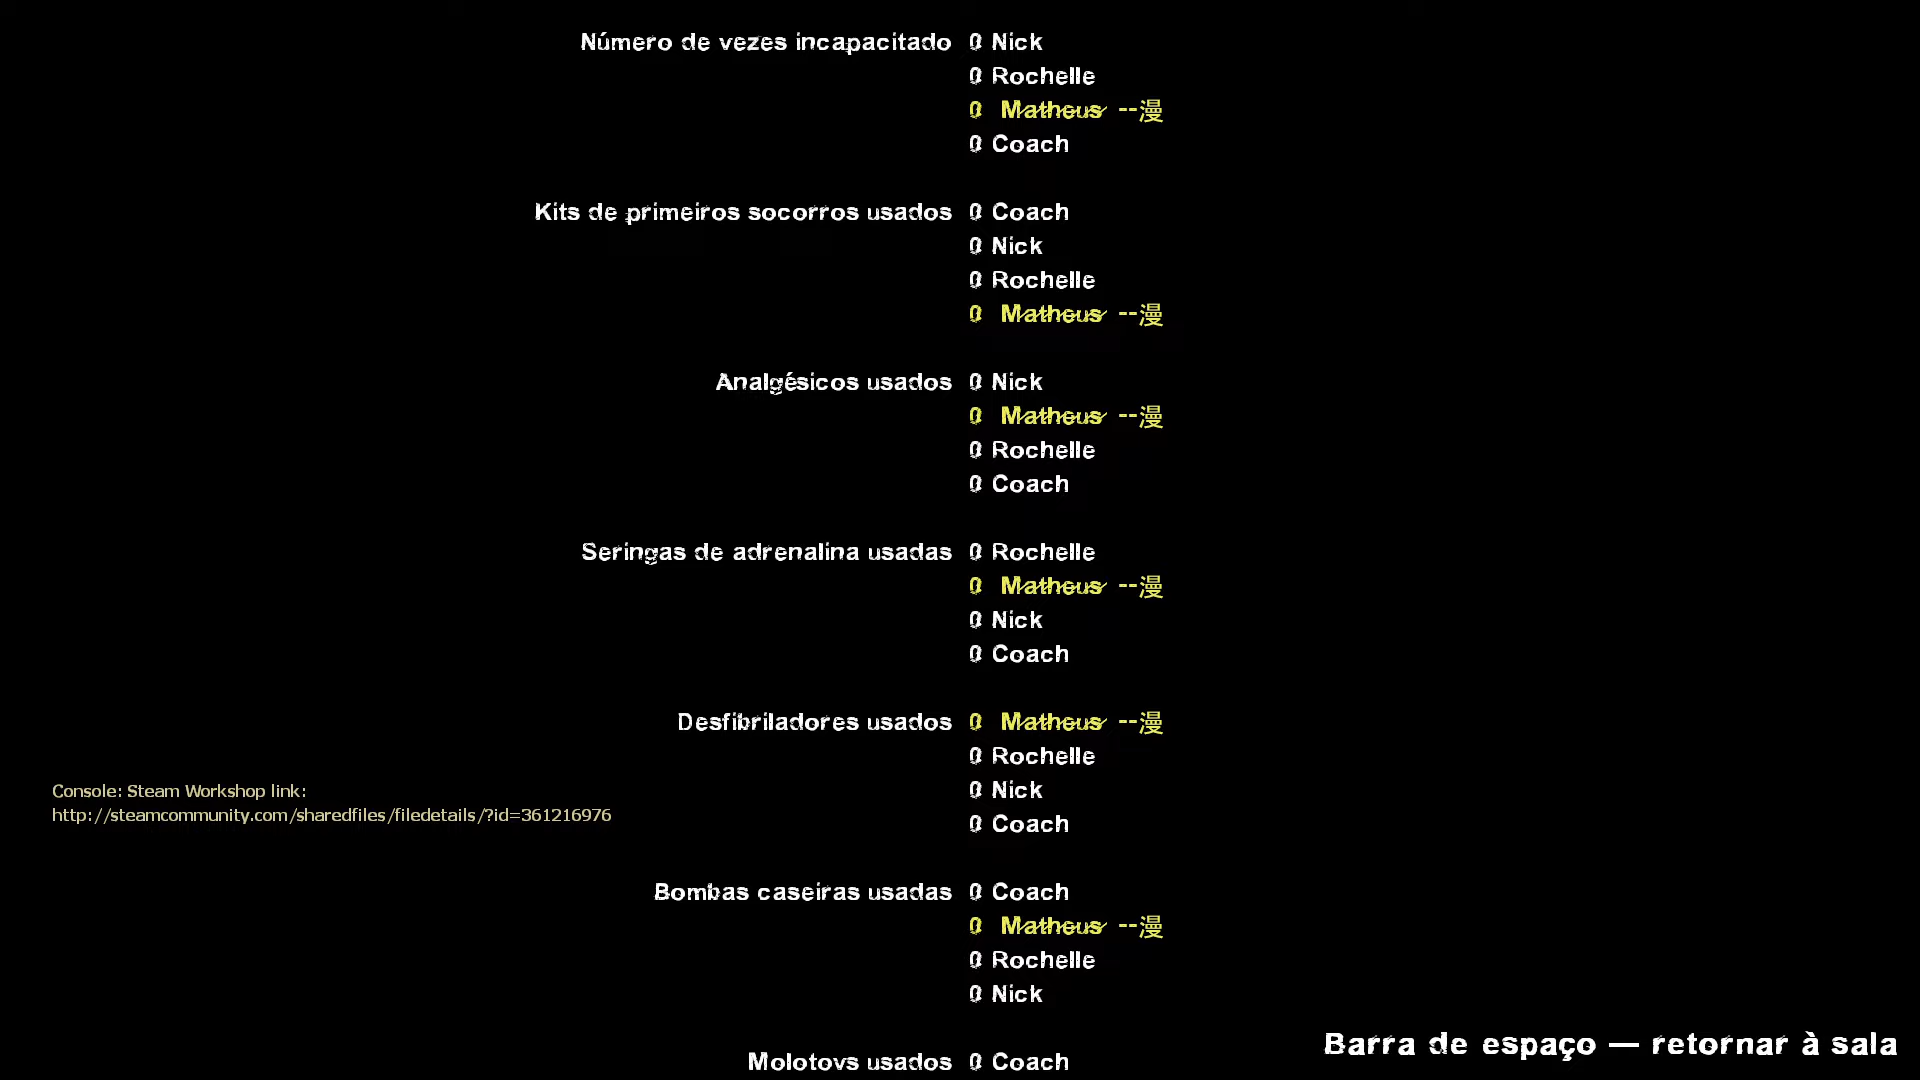 Número de vezes incapacitado 0 Nick
0 Rochelle
0 Matheus --漫
0 Coach
Kits de primeiros socorros usados 0 Coach
0 Nick
0 Rochelle
0 Matheus --漫
Analgésicos usados 0 Nick
0 Matheus --漫
0 Rochelle
0 Coach
Seringas de adrenalina usadas 0 Rochelle
0 Matheus --漫
0 Nick
0 Coach
Desfibriladores usados 0 Matheus --漫
0 Rochelle
0 Nick
0 Coach
Console: Steam Workshop link:
http://steamcommunity.com/sharedfiles/filedetails/?id=361216976
Bombas caseiras usadas 0 Coach
0 Matheus --漫
0 Rochelle
0 Nick
Molotovs usados 0 Coach
Barra de espaço — retornar à sala